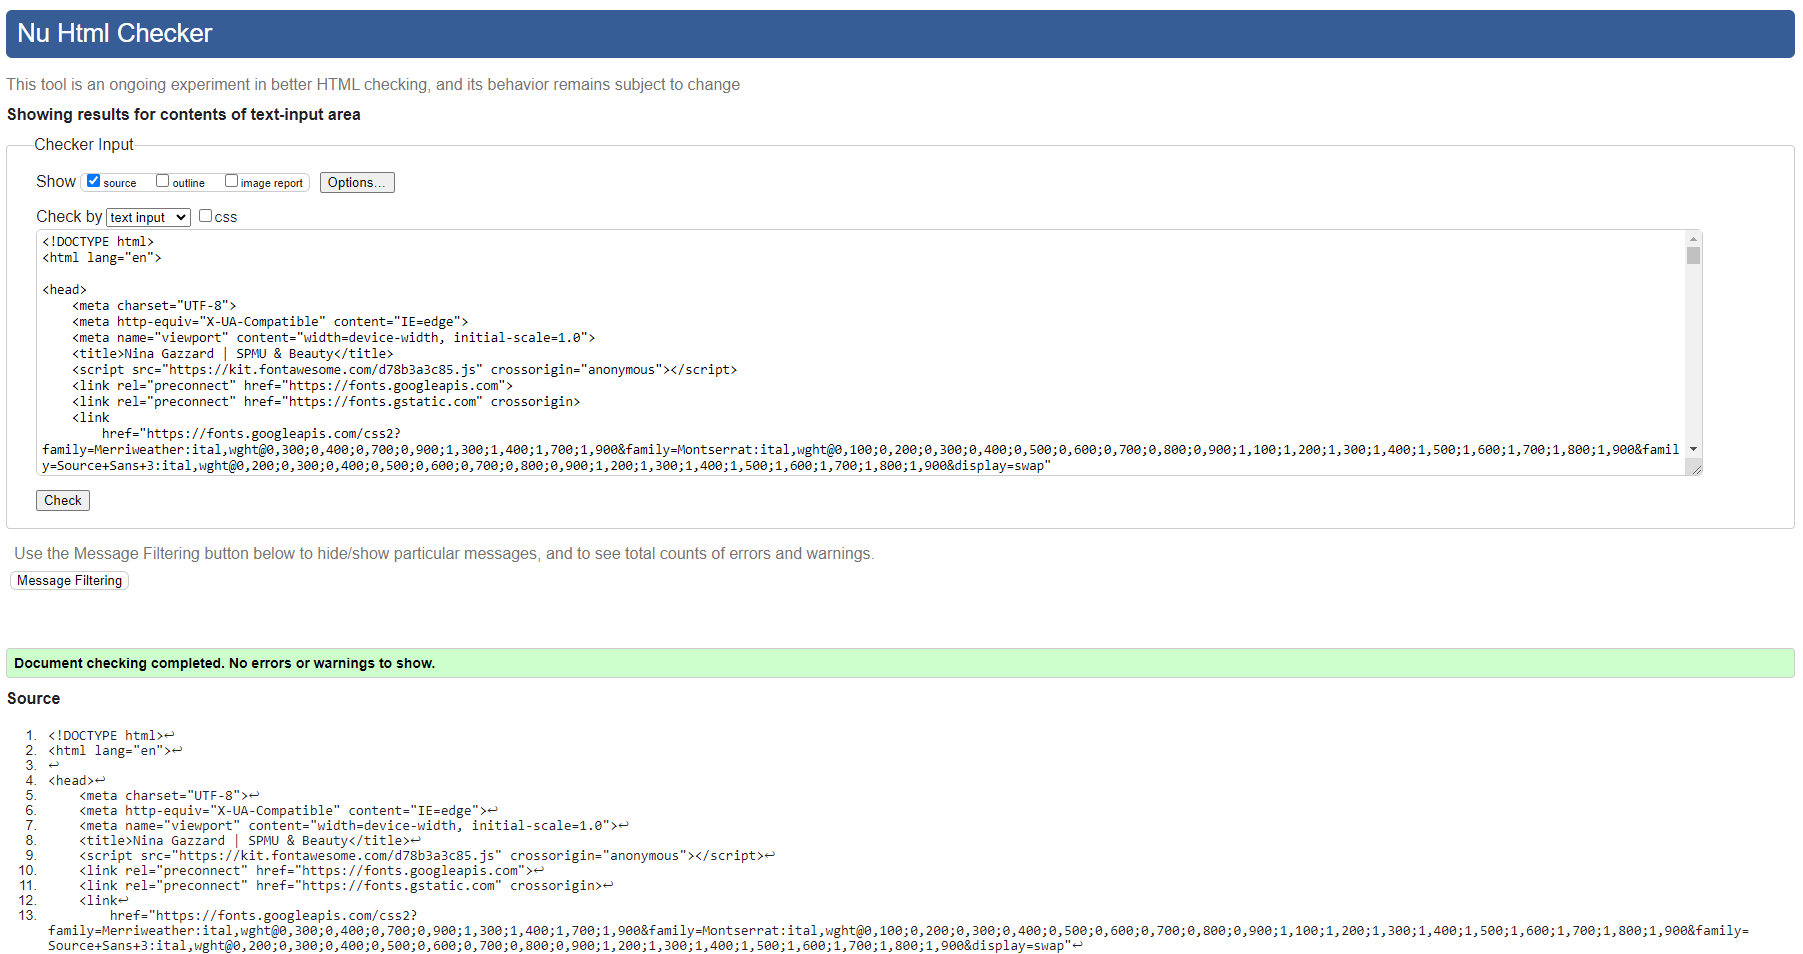 Nu Html Checker
This tool is an ongoing experiment in better HTML checking, and its behavior remains subject to change
Showing results for contents of text-input area
Checker Input
Show source outline image report Options...
Check by text input css
<!DOCTYPE html>
<html lang="en">
<head>
<meta charset="UTF-8">
<meta http-equiv="X-UA-Compatible" content="IE=edge">
<meta name="viewport" content="width=device-width, initial-scale=1.0">
<title>Nina Gazzard | SPMU & Beauty</title>
<script src="https://kit.fontawesome.com/d78b3a3c85.js" crossorigin="anonymous"></script>
<link rel="preconnect" href="https://fonts.googleapis.com">
<link rel="preconnect" href="https://fonts.gstatic.com" crossorigin>
<link
href="https://fonts.googleapis.com/css2?
family=Merriweather:ital,wght@0,300;0,400;0,700;0,900;1,300;1,400;1,700;1,900&family=Montserrat:ital,wght@0,100;0,200;0,300;0,400;0,500;0,600;0,700;0,800;0,900;1,100;1,200;1,300;1,400;1,500;1,600;1,700;1,800;1,900&famil
y=Source+Sans+3:ital,wght@0,200;0,300;0,400;0,500;0,600;0,700;0,800;0,900;1,200;1,300;1,400;1,500;1,600;1,700;1,800;1,900&display=swap"
Check
Use the Message Filtering button below to hide/show particular messages, and to see total counts of errors and warnings.
Message Filtering
Document checking completed. No errors or warnings to show.
Source
1. <!DOCTYPE html>↩
2. <html lang="en">↩
3. ↩
4. <head>↩
5. <meta charset="UTF-8">↩
6. <meta http-equiv="X-UA-Compatible" content="IE=edge">↩
7. <meta name="viewport" content="width=device-width, initial-scale=1.0">↩
8. <title>Nina Gazzard | SPMU & Beauty</title>↩
9. <script src="https://kit.fontawesome.com/d78b3a3c85.js" crossorigin="anonymous"></script>↩
10. <link rel="preconnect" href="https://fonts.googleapis.com">↩
11. <link rel="preconnect" href="https://fonts.gstatic.com" crossorigin>↩
12. <link↩
13. href="https://fonts.googleapis.com/css2?
family=Merriweather:ital,wght@0,300;0,400;0,700;0,900;1,300;1,400;1,700;1,900&family=Montserrat:ital,wght@0,100;0,200;0,300;0,400;0,500;0,600;0,700;0,800;0,900;1,100;1,200;1,300;1,400;1,500;1,600;1,700;1,800;1,900&family=
Source+Sans+3:ital,wght@0,200;0,300;0,400;0,500;0,600;0,700;0,800;0,900;1,200;1,300;1,400;1,500;1,600;1,700;1,800;1,900&display=swap"↩